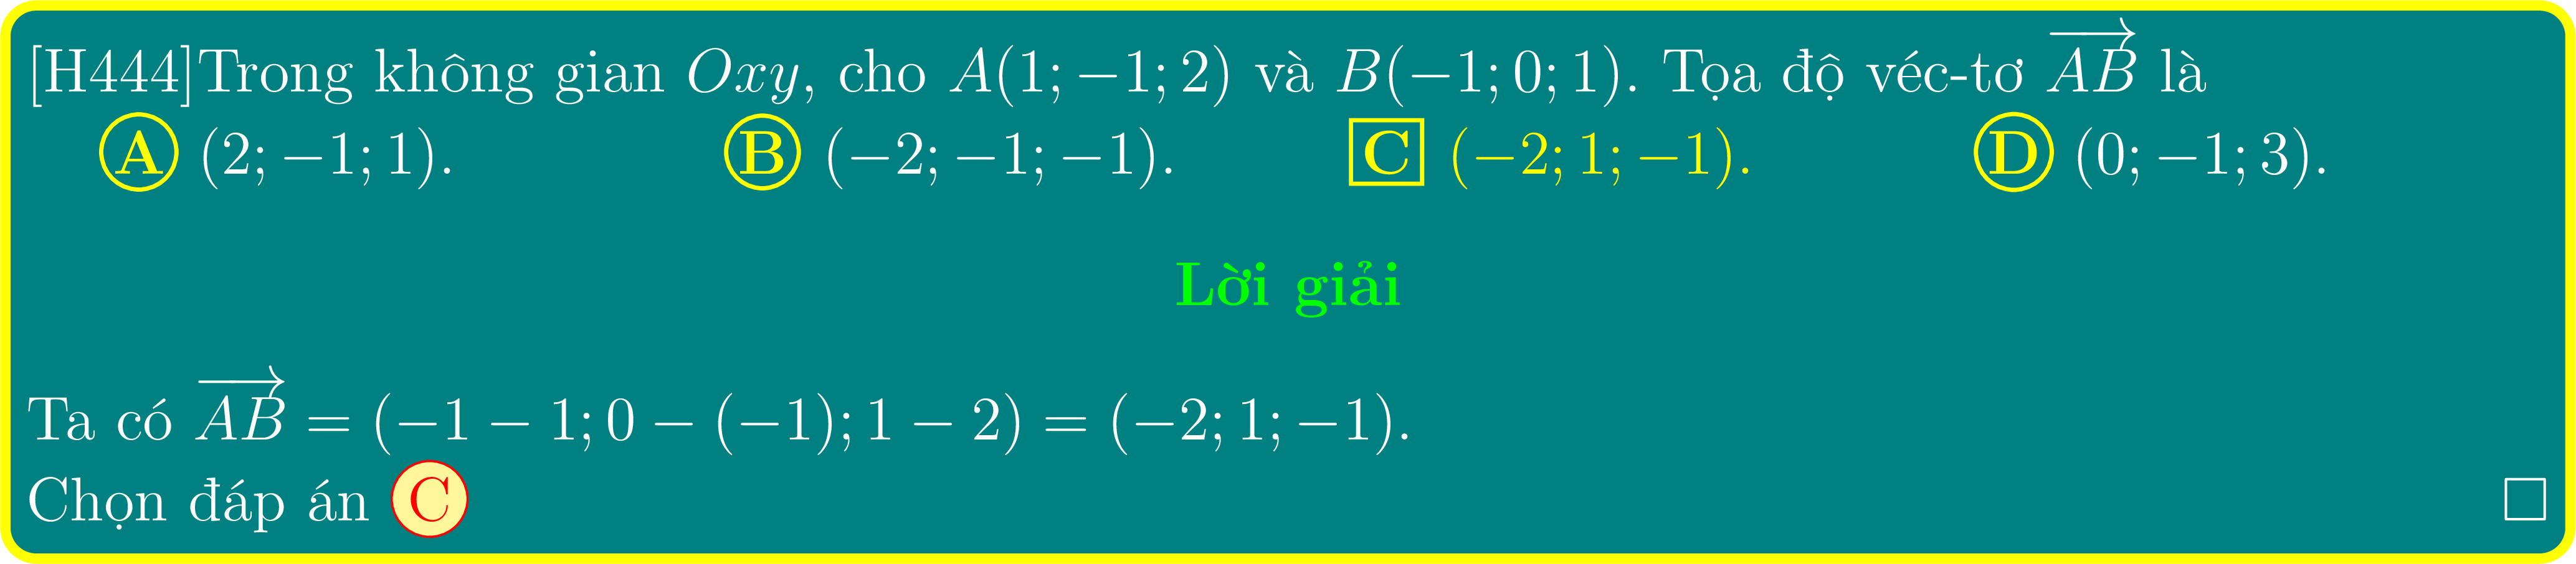 [H444]Trong không gian Oxy, cho A(1; −1; 2) và B(−1; 0; 1). Tọa độ véc-tơ $\overrightarrow{AB}$ là
A (2; −1; 1). B (−2; −1; −1). C (−2; 1; −1). D (0; −1; 3).
Lời giải
Ta có $\overrightarrow{AB}$ = (−1 − 1; 0 − (−1); 1 − 2) = (−2; 1; −1).
Chọn đáp án C □